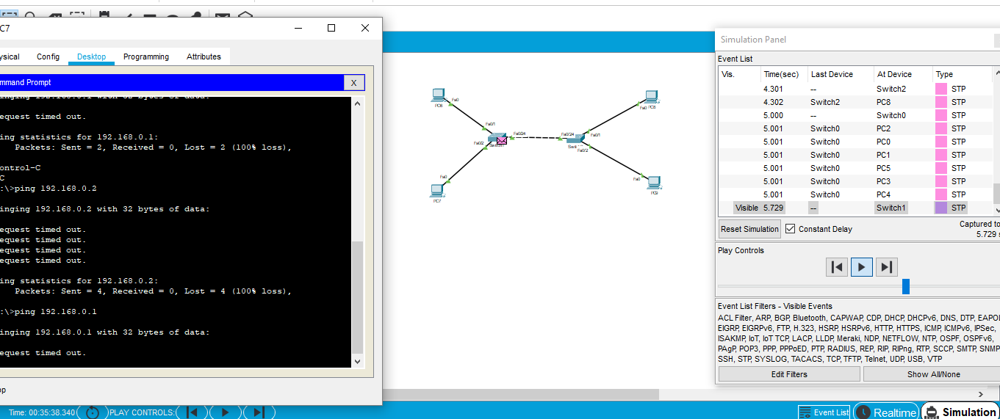 C7
ysical Config Desktop Programming Attributes
mmand Prompt X
inging 192.168.0.1 with 32 bytes of data:
equest timed out.
ing statistics for 192.168.0.1:
Packets: Sent = 2, Received = 0, Lost = 2 (100% loss),
ontrol-C
C
:\>ping 192.168.0.2
inging 192.168.0.2 with 32 bytes of data:
equest timed out.
equest timed out.
equest timed out.
equest timed out.
ing statistics for 192.168.0.2:
Packets: Sent = 4, Received = 0, Lost = 4 (100% loss),
:\>ping 192.168.0.1
inging 192.168.0.1 with 32 bytes of data:
equest timed out.
op
Fa0
PC6
Fa0/1
Fa0/24
Fa0/2
Fa0
PC7
Fa0/24
Fa0/1
Fa0/2
Fa0
Fa0
PC9
Simulation Panel
Event List
Vis. Time(sec) Last Device At Device Type
4.301 -- Switch2 STP
4.302 Switch2 PC8 STP
5.000 -- Switch0 STP
5.001 Switch0 PC2 STP
5.001 Switch0 PC0 STP
5.001 Switch0 PC1 STP
5.001 Switch0 PC5 STP
5.001 Switch0 PC3 STP
5.001 Switch0 PC4 STP
Visible 5.729 -- Switch1 STP
Reset Simulation Constant Delay Captured to
5.729 s
Play Controls
Event List Filters - Visible Events
ACL Filter, ARP, BGP, Bluetooth, CAPWAP, CDP, DHCP, DHCPv6, DNS, DTP, EAPOL
EIGRP, EIGRPv6, FTP, H.323, HSRP, HSRPv6, HTTP, HTTPS, ICMP, ICMPv6, IPSec,
ISAKMP, IoT, IoT TCP, LACP, LLDP, Meraki, NDP, NETFLOW, NTP, OSPF, OSPFv6,
PAgP, POP3, PPP, PPPoED, PTP, RADIUS, REP, RIP, RIPng, RTP, SCCP, SMTP, SNMP
SSH, STP, SYSLOG, TACACS, TCP, TFTP, Telnet, UDP, USB, VTP
Edit Filters Show All/None
Time: 00:35:38.340 PLAY CONTROLS: Event List Realtime Simulation